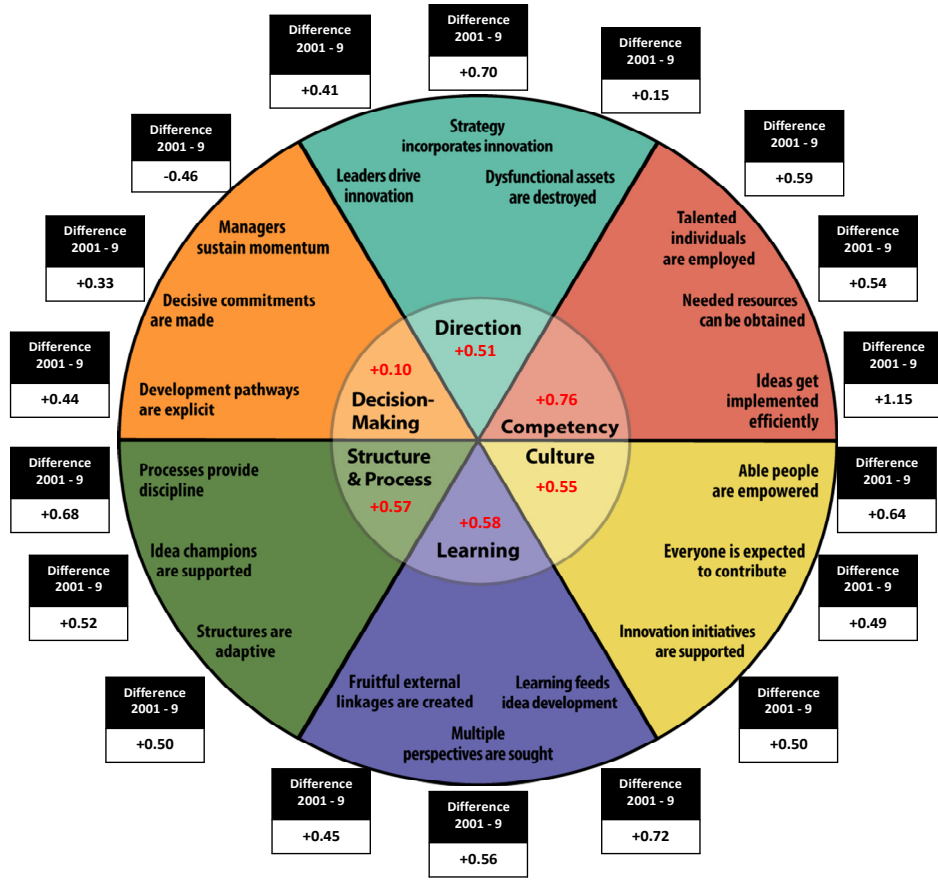 Difference
2001 - 9
+0.41
Difference
2001 - 9
+0.70
Difference
2001 - 9
+0.15
Difference
2001 - 9
-0.46
Difference
2001 - 9
+0.59
Difference
2001 - 9
+0.33
Difference
2001 - 9
+0.54
Difference
2001 - 9
+0.44
Difference
2001 - 9
+1.15
Difference
2001 - 9
+0.68
Difference
2001 - 9
+0.64
Difference
2001 - 9
+0.52
Difference
2001 - 9
+0.49
Difference
2001 - 9
+0.50
Difference
2001 - 9
+0.50
Difference
2001 - 9
+0.45
Difference
2001 - 9
+0.56
Difference
2001 - 9
+0.72
Strategy
incorporates innovation
Leaders drive
innovation
Dysfunctional assets
are destroyed
Talented
individuals
are employed
Needed resources
can be obtained
Ideas get
implemented
efficiently
Able people
are empowered
Everyone is expected
to contribute
Innovation initiatives
are supported
Learning feeds
idea development
Multiple
perspectives are sought
Fruitful external
linkages are created
Structures are
adaptive
Idea champions
are supported
Processes provide
discipline
Development pathways
are explicit
Decisive commitments
are made
Managers
sustain momentum
Direction
+0.51
+0.76
Competency
Culture
+0.55
+0.58
Learning
Structure
& Process
+0.57
+0.10
Decision-
Making